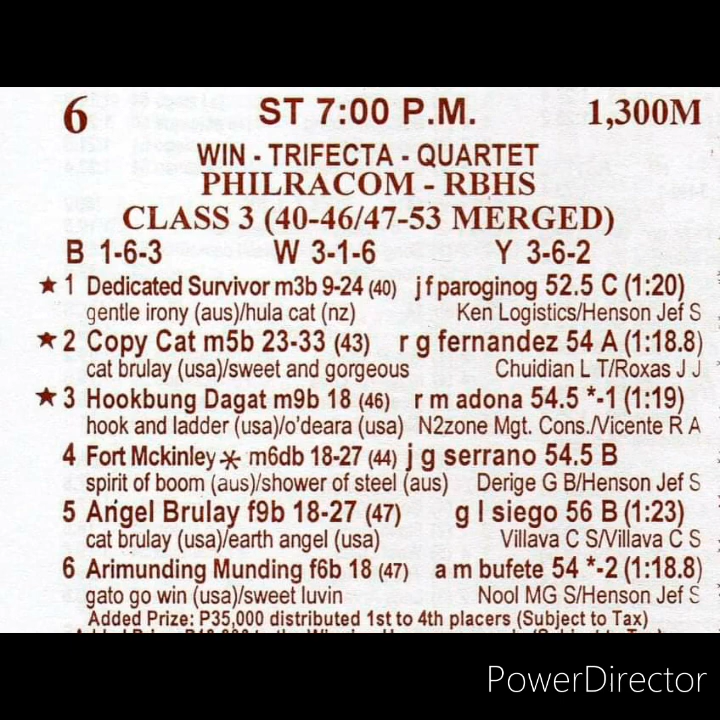 6 ST 7:00 P.M. 1,300M
WIN - TRIFECTA - QUARTET
PHILRACOM - RBHS
CLASS 3 (40-46/47-53 MERGED)
B 1-6-3 W 3-1-6 Y 3-6-2
★ 1 Dedicated Survivor m3b 9-24 (40) j f paroginog 52.5 C (1:20)
gentle irony (aus)/hula cat (nz) Ken Logistics/Henson Jef S
★ 2 Copy Cat m5b 23-33 (43) r g fernandez 54 A (1:18.8)
cat brulay (usa)/sweet and gorgeous Chuidian L T/Roxas J J
★ 3 Hookbung Dagat m9b 18 (46) r m adona 54.5 *-1 (1:19)
hook and ladder (usa)/o'deara (usa) N2zone Mgt. Cons./Vicente R A
4 Fort Mckinley * m6db 18-27 (44) j g serrano 54.5 B
spirit of boom (aus)/shower of steel (aus) Derige G B/Henson Jef S
5 Angel Brulay f9b 18-27 (47) g l siego 56 B (1:23)
cat brulay (usa)/earth angel (usa) Villava C S/Villava C S
6 Arimunding Munding f6b 18 (47) a m bufete 54 *-2 (1:18.8)
gato go win (usa)/sweet luvin Nool MG S/Henson Jef S
Added Prize: P35,000 distributed 1st to 4th placers (Subject to Tax)
PowerDirector